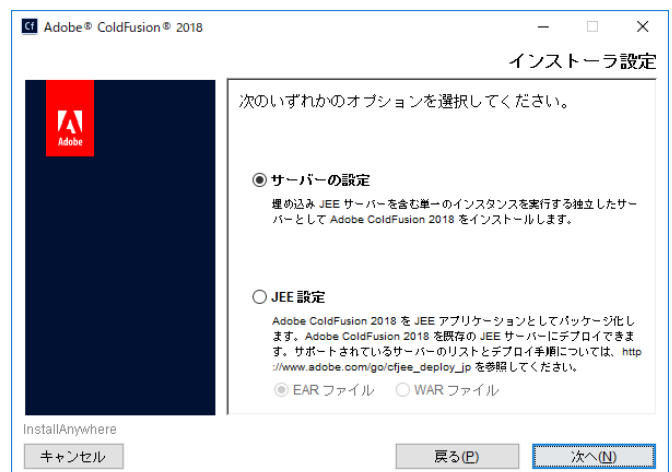 Cf Adobe® ColdFusion® 2018
インストーラ設定
Adobe
次のいずれかのオプションを選択してください。
サーバーの設定
埋め込み JEE サーバーを含む単一のインスタンスを実行する独立したサー
バーとして Adobe ColdFusion 2018 をインストールします。
JEE 設定
Adobe ColdFusion 2018 を JEE アプリケーションとしてパッケージ化し
ます。Adobe ColdFusion 2018 を既存の JEE サーバーにデプロイできま
す。サポートされているサーバーのリストとデプロイ手順については、http
://www.adobe.com/go/cfjee_deploy_jp を参照してください。
EAR ファイル WAR ファイル
InstallAnywhere
キャンセル 戻る(P) 次へ(N)